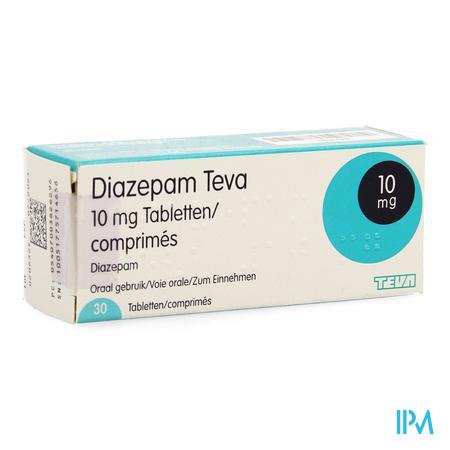 Diazepam Teva
10 mg Tabletten/
comprimés
Diazepam
Oraal gebruik/Voie orale/Zum Einnehmen
30 Tabletten/comprimés
10
mg
TEVA
IPM